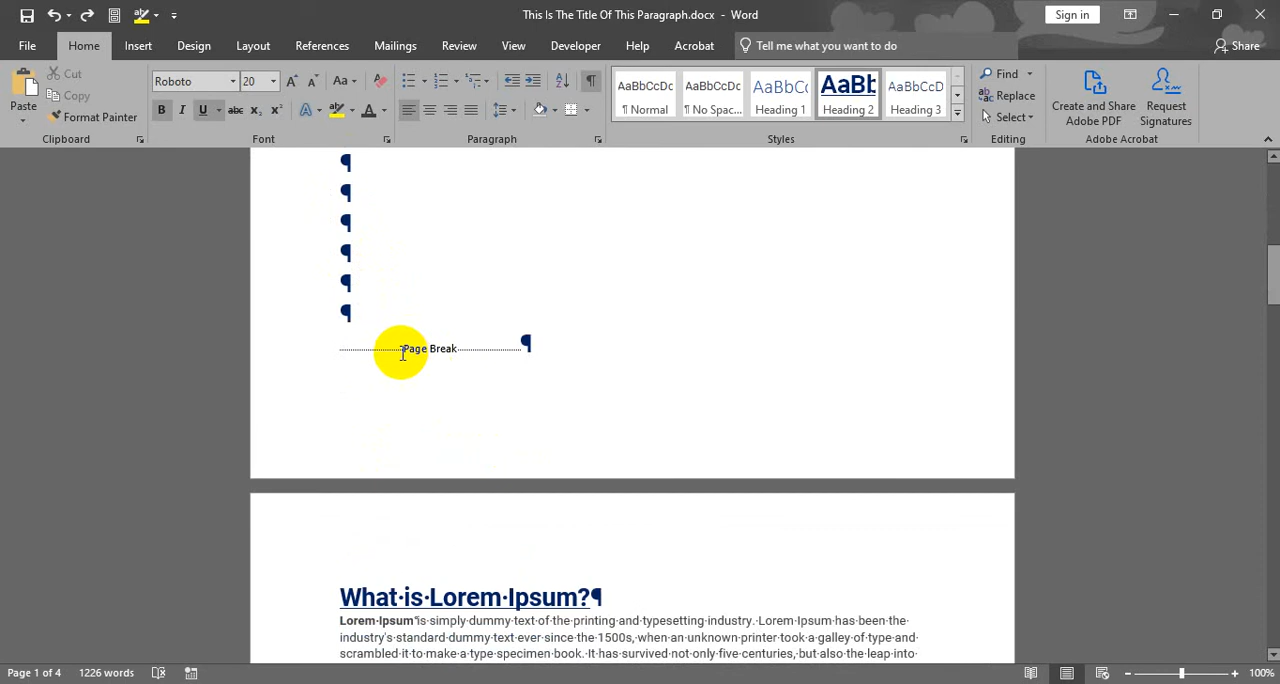 This Is The Title Of This Paragraph.docx - Word
Sign in
File Home Insert Design Layout References Mailings Review View Developer Help Acrobat Tell me what you want to do Share
Paste
Cut
Copy
Format Painter
Clipboard
Roboto 20
Font
Paragraph
AaBbCcDc
¶ Normal
AaBbCcDc
¶ No Spac...
AaBbCc
Heading 1
AaBb
Heading 2
AaBbCcD
Heading 3
Styles
Find
Replace
Select
Editing
Create and Share
Adobe PDF
Request
Signatures
Adobe Acrobat
¶
¶
¶
¶
¶
¶
Page Break ¶
What·is·Lorem·Ipsum?¶
Lorem·Ipsum°is·simply·dummy·text·of·the·printing·and·typesetting·industry.·Lorem·Ipsum·has·been·the·
industry's·standard·dummy·text·ever·since·the·1500s,·when·an·unknown·printer·took·a·galley·of·type·and·
scrambled·it·to·make·a·type·specimen·book.·It·has·survived·not·only·five·centuries,·but·also·the·leap·into·
Page 1 of 4 1226 words 100%